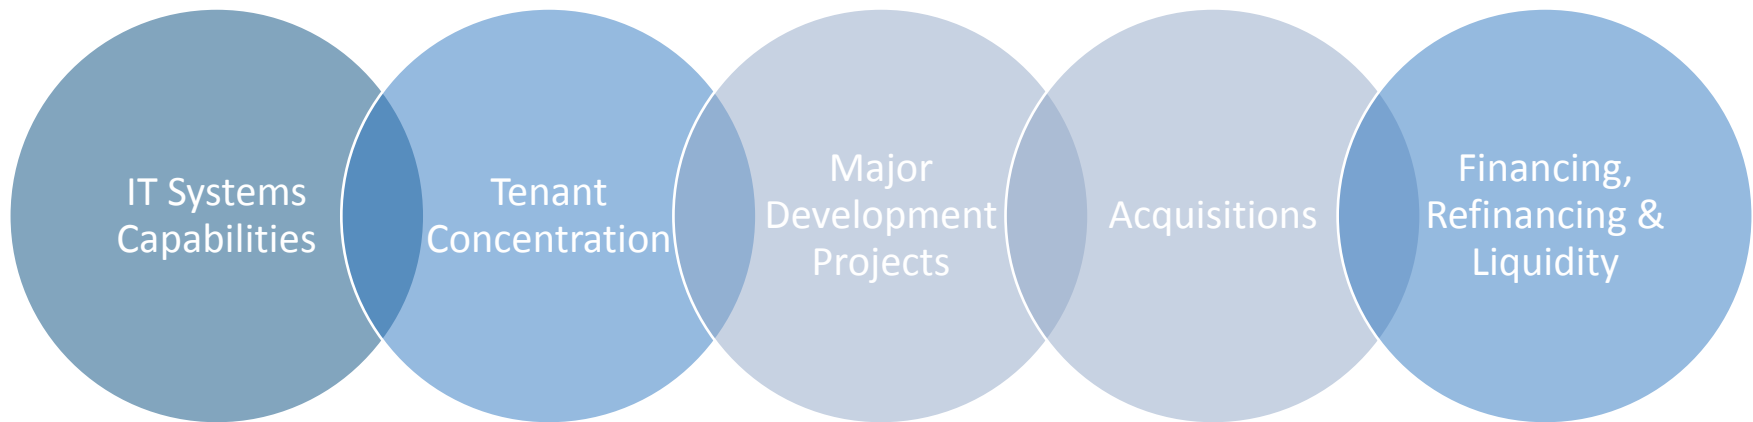 IT Systems
Capabilities
Tenant
Concentration
Major
Development
Projects
Acquisitions
Financing,
Refinancing &
Liquidity